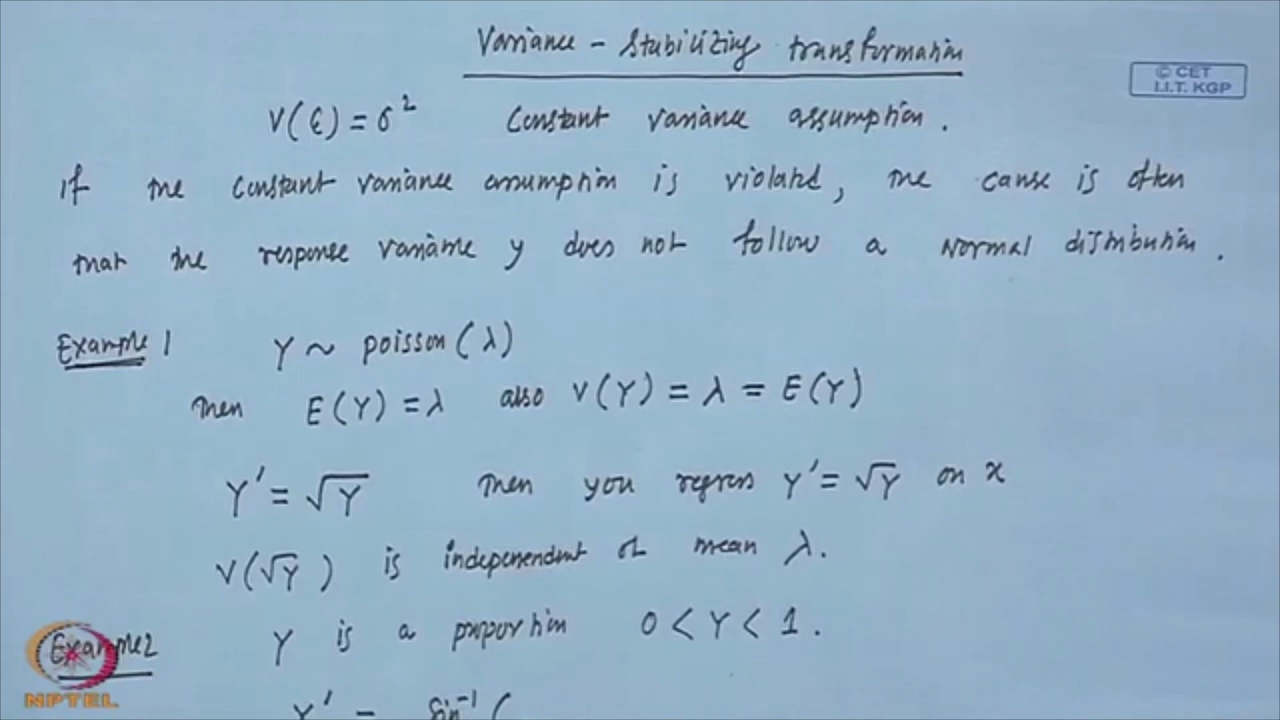 Variance - Stabilizing transformation
© CET
I.I.T. KGP
V(ε) = σ² Constant variance assumption.
If the constant variance assumption is violated, the cause is often
that the response variable y does not follow a Normal distribution.
Example 1 Y ~ poisson(λ)
Then E(Y) = λ also V(Y) = λ = E(Y)
Y' = √Y Then you regress Y' = √Y on x
V(√Y) is independent of mean λ.
Example 2 Y is a proportion 0 < Y < 1.
Y' = Sin⁻¹(
NPTEL